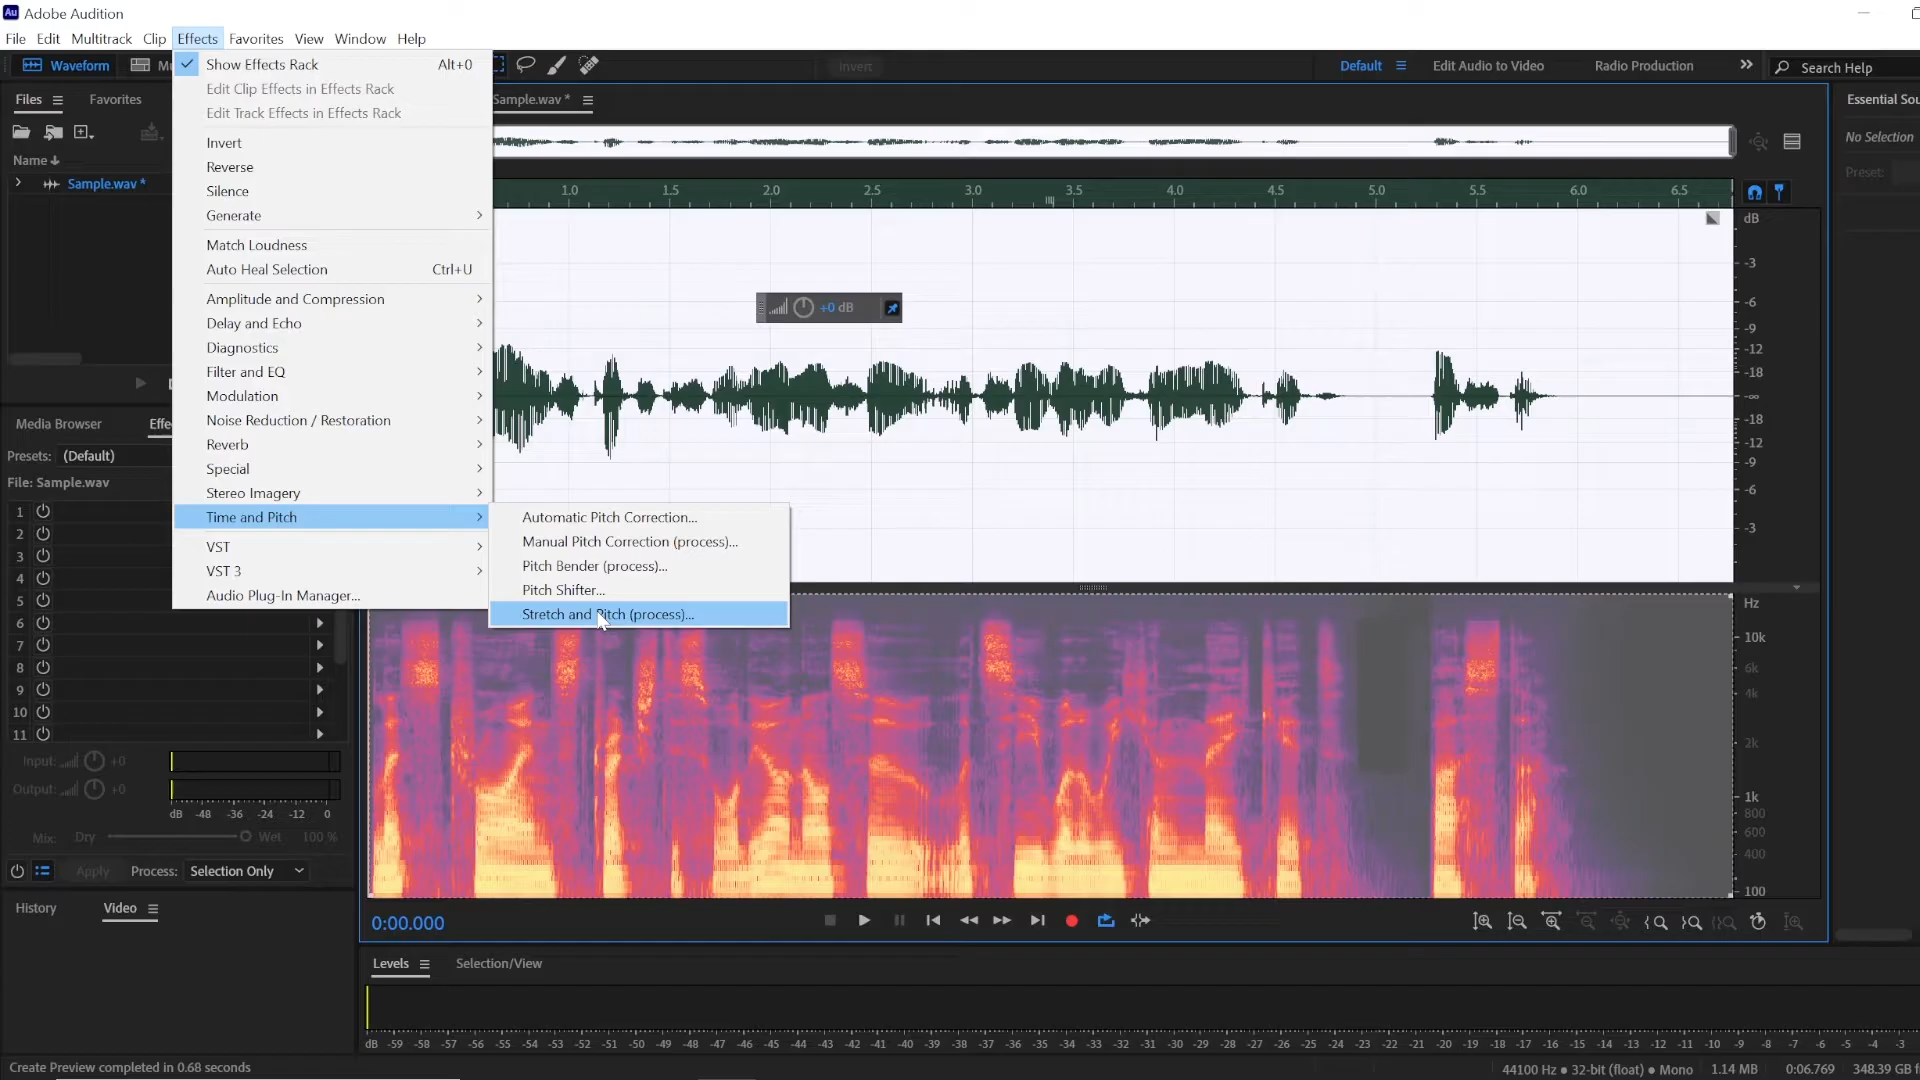 Au Adobe Audition
File Edit Multitrack Clip Effects Favorites View Window Help
Waveform Mu Invert Default Edit Audio to Video Radio Production Search Help
Show Effects Rack Alt+0
Edit Clip Effects in Effects Rack
Edit Track Effects in Effects Rack
Invert
Reverse
Silence
Generate
Match Loudness
Auto Heal Selection Ctrl+U
Amplitude and Compression
Delay and Echo
Diagnostics
Filter and EQ
Modulation
Noise Reduction / Restoration
Reverb
Special
Stereo Imagery
Time and Pitch
VST
VST 3
Audio Plug-In Manager...
Automatic Pitch Correction...
Manual Pitch Correction (process)...
Pitch Bender (process)...
Pitch Shifter...
Stretch and Pitch (process)...
Files Favorites
Name
Sample.wav *
Media Browser Effe
Presets: (Default)
File: Sample.wav
1
2
3
4
5
6
7
8
9
10
11
Input: +0
Output: +0
dB -48 -36 -24 -12 0
Mix: Dry Wet 100 %
Apply Process: Selection Only
History Video
Sample.wav *
1.0 1.5 2.0 2.5 3.0 3.5 4.0 4.5 5.0 5.5 6.0 6.5
+0 dB
dB
-3
-6
-9
-12
-18
-∞
-18
-12
-9
-6
-3
Hz
10k
6k
4k
2k
1k
800
600
400
100
Essential Sou
No Selection
Preset:
0:00.000
Levels Selection/View
dB -59 -58 -57 -56 -55 -54 -53 -52 -51 -50 -49 -48 -47 -46 -45 -44 -43 -42 -41 -40 -39 -38 -37 -36 -35 -34 -33 -32 -31 -30 -29 -28 -27 -26 -25 -24 -23 -22 -21 -20 -19 -18 -17 -16 -15 -14 -13 -12 -11 -10 -9 -8 -7 -6 -5 -4 -3
Create Preview completed in 0.68 seconds
44100 Hz ● 32-bit (float) ● Mono 1.14 MB 0:06.769 348.39 GB f